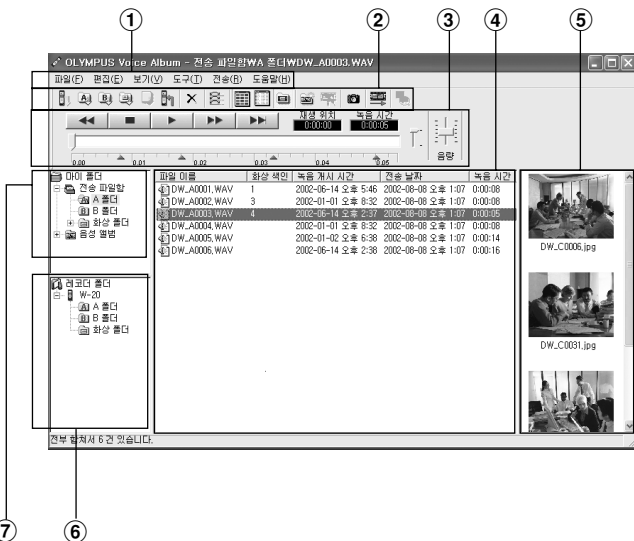 ① ② ③ ④ ⑤
OLYMPUS Voice Album - 전송 파일함₩A 폴더₩DW_A0003.WAV
파일(F) 편집(E) 보기(V) 도구(T) 전송(R) 도움말(H)
재생 위치 녹음 시간
0:00:00 0:00:05
0.00 0.01 0.02 0.03 0.04 0.05
음량
마이 폴더
전송 파일함
A 폴더
B 폴더
화상 폴더
음성 앨범
파일 이름 화상 색인 녹음 개시 시간 전송 날짜 녹음 시간
DW_A0001.WAV 1 2002-06-14 오후 5:46 2002-08-08 오후 1:07 0:00:08
DW_A0002.WAV 3 2002-01-01 오후 8:32 2002-08-08 오후 1:07 0:00:08
DW_A0003.WAV 4 2002-06-14 오후 2:37 2002-08-08 오후 1:07 0:00:05
DW_A0004.WAV 2002-01-01 오후 8:32 2002-08-08 오후 1:07 0:00:08
DW_A0005.WAV 2002-01-02 오후 6:38 2002-08-08 오후 1:07 0:00:14
DW_A0006.WAV 2002-06-14 오후 2:38 2002-08-08 오후 1:07 0:00:16
DW_C0006.jpg
DW_C0031.jpg
레코더 폴더
W-20
A 폴더
B 폴더
화상 폴더
전부 합쳐서 6 건 있습니다.
⑦ ⑥